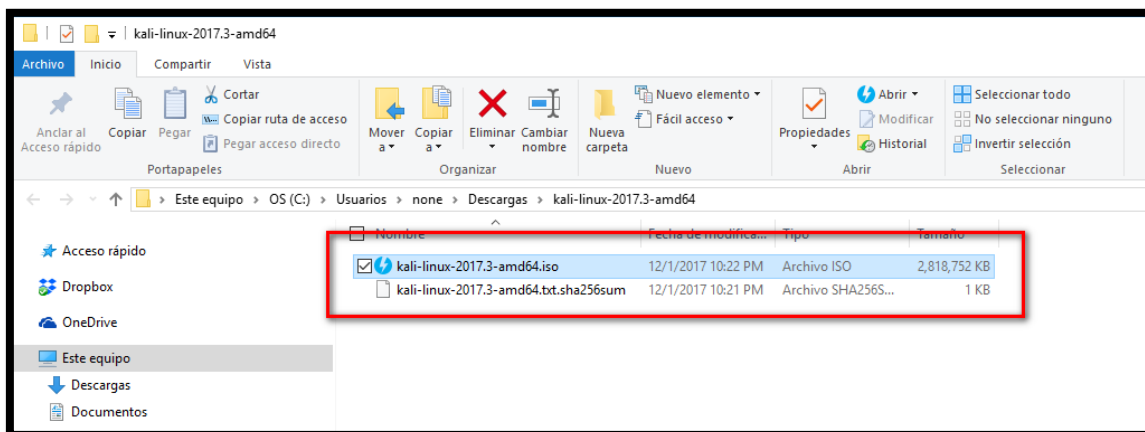 kali-linux-2017.3-amd64
Archivo Inicio Compartir Vista
Anclar al Acceso rápido
Copiar
Pegar
Cortar
Copiar ruta de acceso
Pegar acceso directo
Portapapeles
Mover a
Copiar a
Eliminar
Cambiar nombre
Organizar
Nueva carpeta
Nuevo elemento
Fácil acceso
Nuevo
Propiedades
Abrir
Modificar
Historial
Abrir
Seleccionar todo
No seleccionar ninguno
Invertir selección
Seleccionar
Este equipo > OS (C:) > Usuarios > none > Descargas > kali-linux-2017.3-amd64
Nombre Fecha de modifica... Tipo Tamaño
kali-linux-2017.3-amd64.iso 12/1/2017 10:22 PM Archivo ISO 2,818,752 KB
kali-linux-2017.3-amd64.txt.sha256sum 12/1/2017 10:21 PM Archivo SHA256S... 1 KB
Acceso rápido
Dropbox
OneDrive
Este equipo
Descargas
Documentos